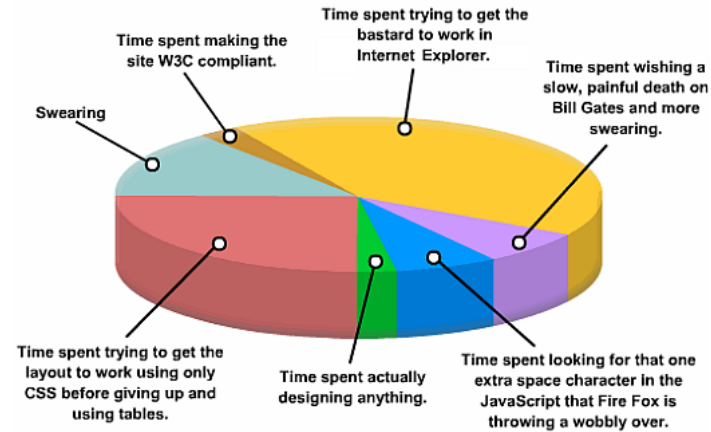 Time spent trying to get the
bastard to work in
Internet Explorer.
Time spent making the
site W3C compliant.
Time spent wishing a
slow, painful death on
Bill Gates and more
swearing.
Swearing
Time spent trying to get the
layout to work using only
CSS before giving up and
using tables.
Time spent actually
designing anything.
Time spent looking for that one
extra space character in the
JavaScript that Fire Fox is
throwing a wobbly over.